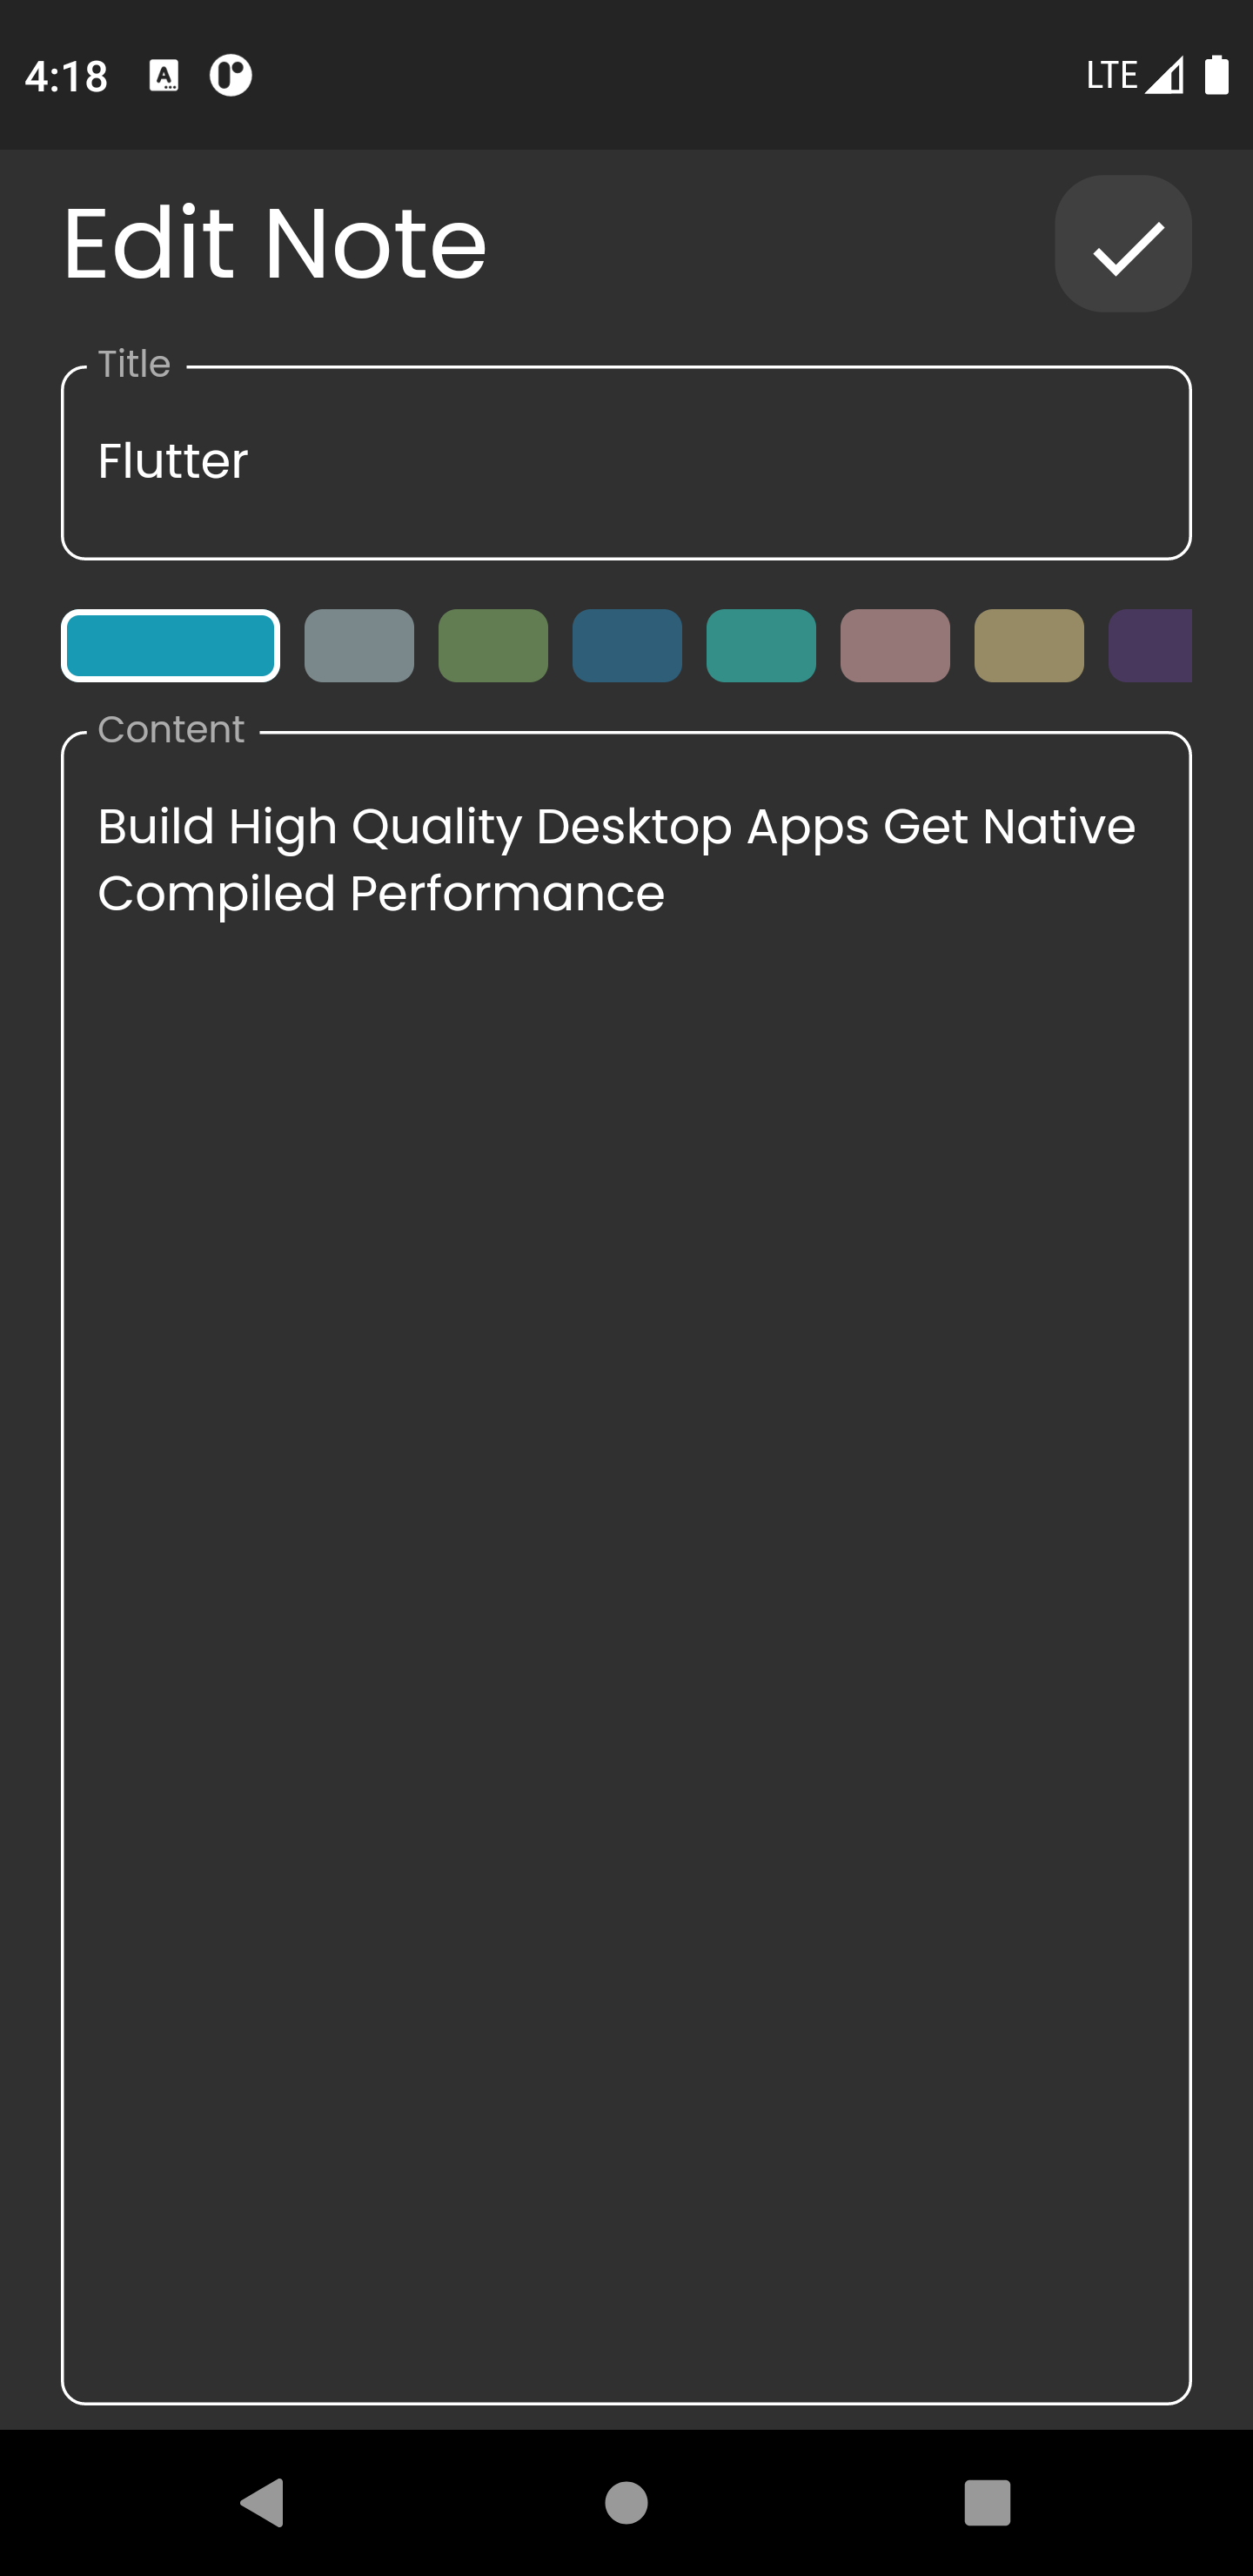 4:18
LTE
Edit Note
Title
Flutter
Content
Build High Quality Desktop Apps Get Native
Compiled Performance